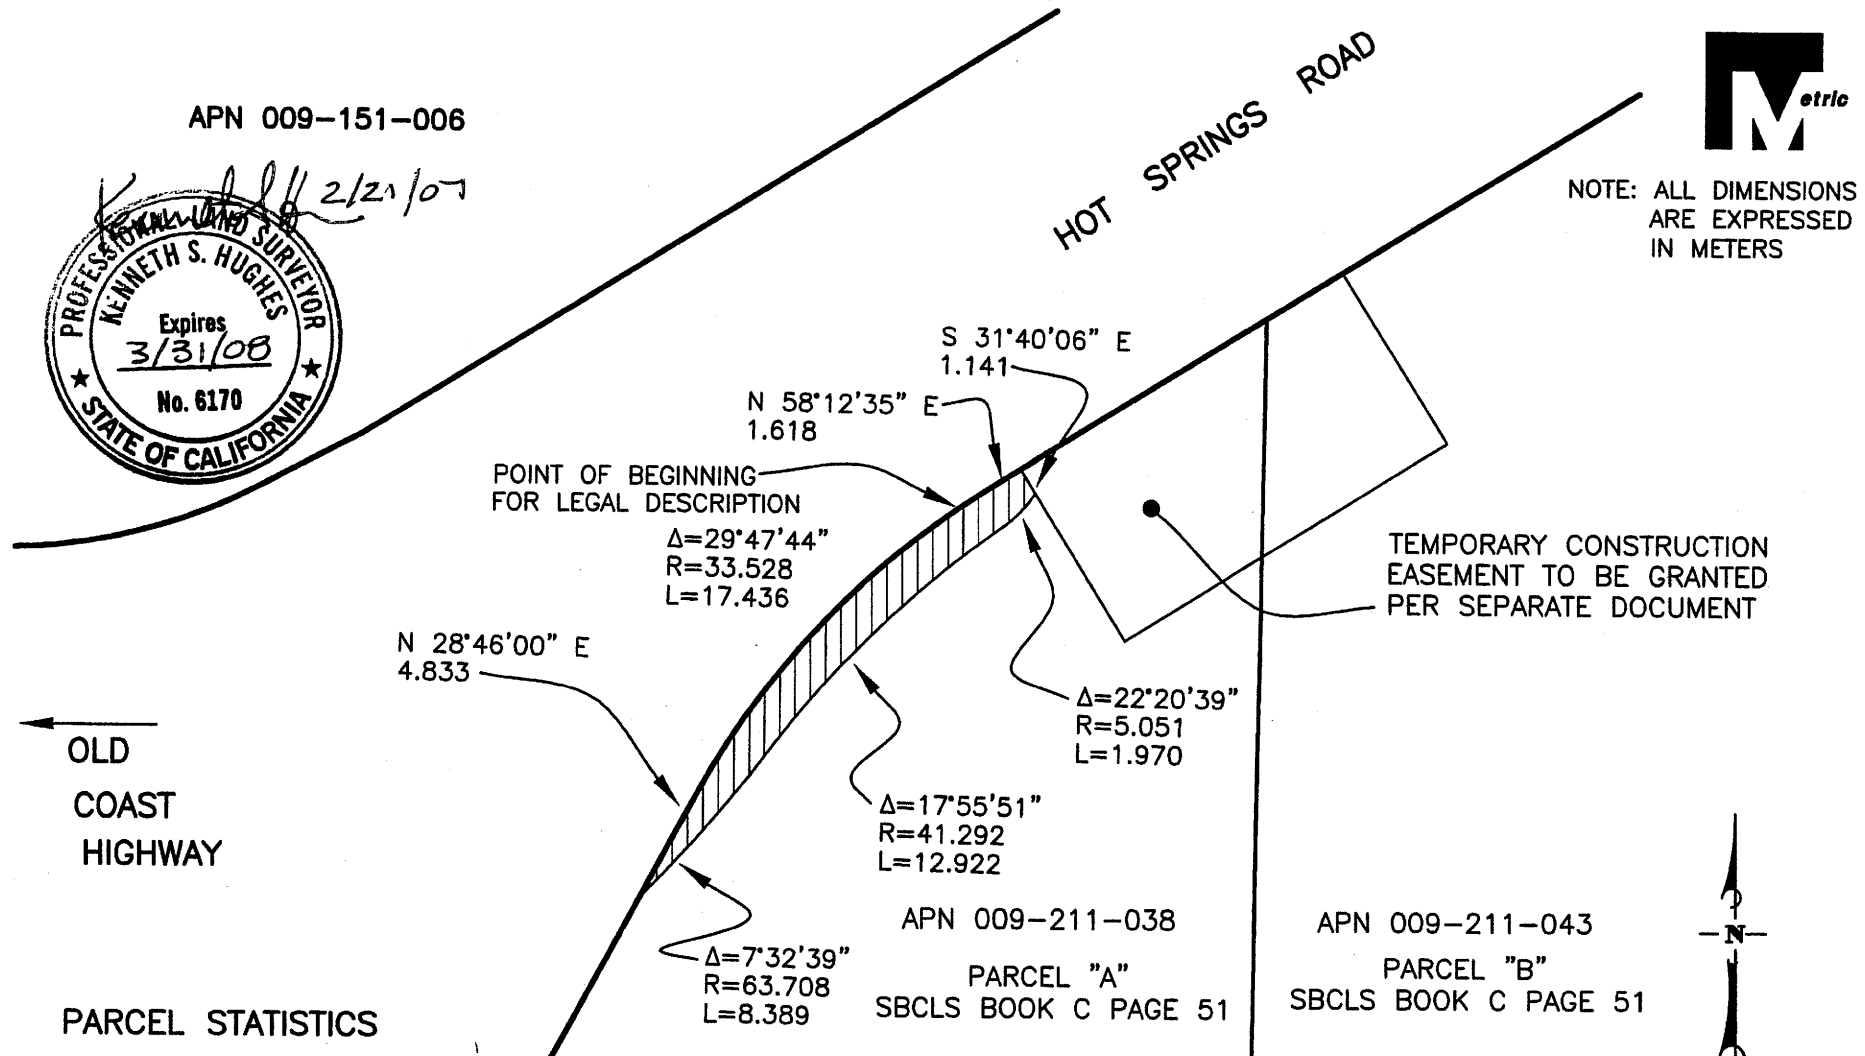 HOT SPRINGS ROAD
etric
NOTE: ALL DIMENSIONS
ARE EXPRESSED
IN METERS
APN 009-151-006
2/21/07
PROFESSIONAL LAND SURVEYOR
KENNETH S. HUGHES
Expires
3/31/08
No. 6170
★ STATE OF CALIFORNIA ★
S 31°40'06" E
1.141
N 58°12'35" E
1.618
POINT OF BEGINNING
FOR LEGAL DESCRIPTION
Δ=29°47'44"
R=33.528
L=17.436
TEMPORARY CONSTRUCTION
EASEMENT TO BE GRANTED
PER SEPARATE DOCUMENT
N 28°46'00" E
4.833
Δ=22°20'39"
R=5.051
L=1.970
OLD
COAST
HIGHWAY
Δ=17°55'51"
R=41.292
L=12.922
Δ=7°32'39"
R=63.708
L=8.389
APN 009-211-038
PARCEL "A"
SBCLS BOOK C PAGE 51
APN 009-211-043
PARCEL "B"
SBCLS BOOK C PAGE 51
N
PARCEL STATISTICS